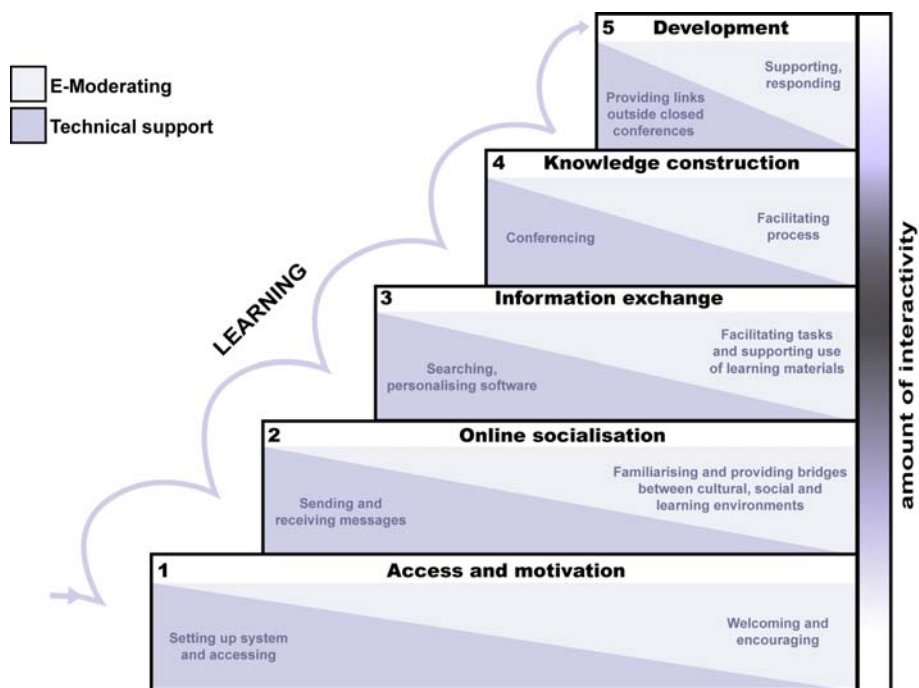 E-Moderating
Technical support
LEARNING
5 Development
Supporting,
responding
Providing links
outside closed
conferences
4 Knowledge construction
Facilitating
process
Conferencing
3 Information exchange
Facilitating tasks
and supporting use
of learning materials
Searching,
personalising software
2 Online socialisation
Familiarising and providing bridges
between cultural, social and
learning environments
Sending and
receiving messages
1 Access and motivation
Welcoming and
encouraging
Setting up system
and accessing
amount of interactivity